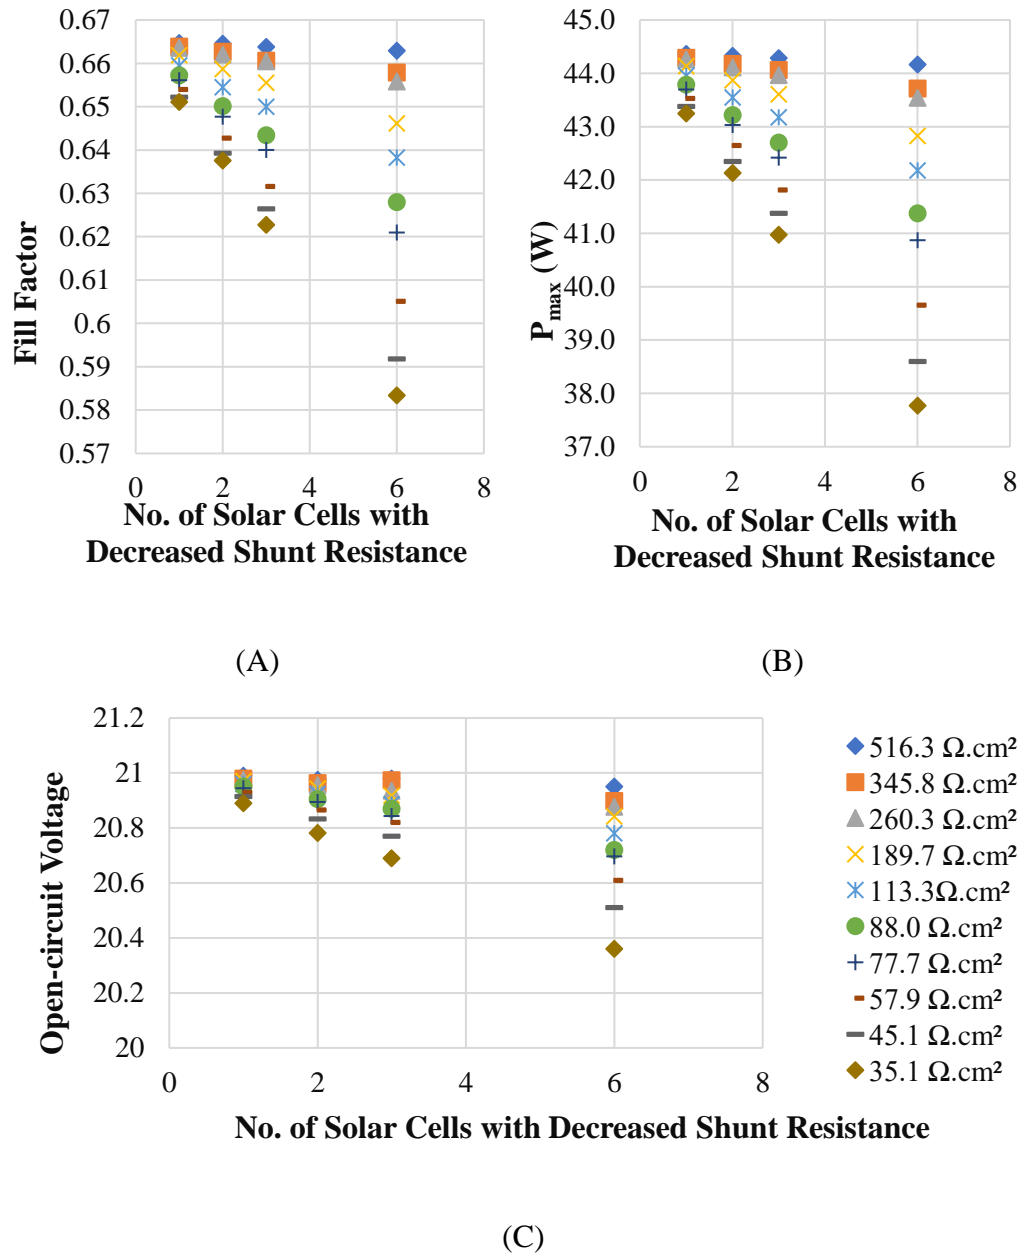 0.67
0.66
0.65
0.64
0.63
0.62
0.61
0.6
0.59
0.58
0.57
Fill Factor
0
2
4
6
8
No. of Solar Cells with
Decreased Shunt Resistance
(A)
45.0
44.0
43.0
42.0
41.0
40.0
39.0
38.0
37.0
Pmax (W)
0
2
4
6
8
No. of Solar Cells with
Decreased Shunt Resistance
(B)
21.2
21
20.8
20.6
20.4
20.2
20
Open-circuit Voltage
0
2
4
6
8
No. of Solar Cells with Decreased Shunt Resistance
516.3 Ω.cm²
345.8 Ω.cm²
260.3 Ω.cm²
189.7 Ω.cm²
113.3Ω.cm²
88.0 Ω.cm²
77.7 Ω.cm²
57.9 Ω.cm²
45.1 Ω.cm²
35.1 Ω.cm²
(C)